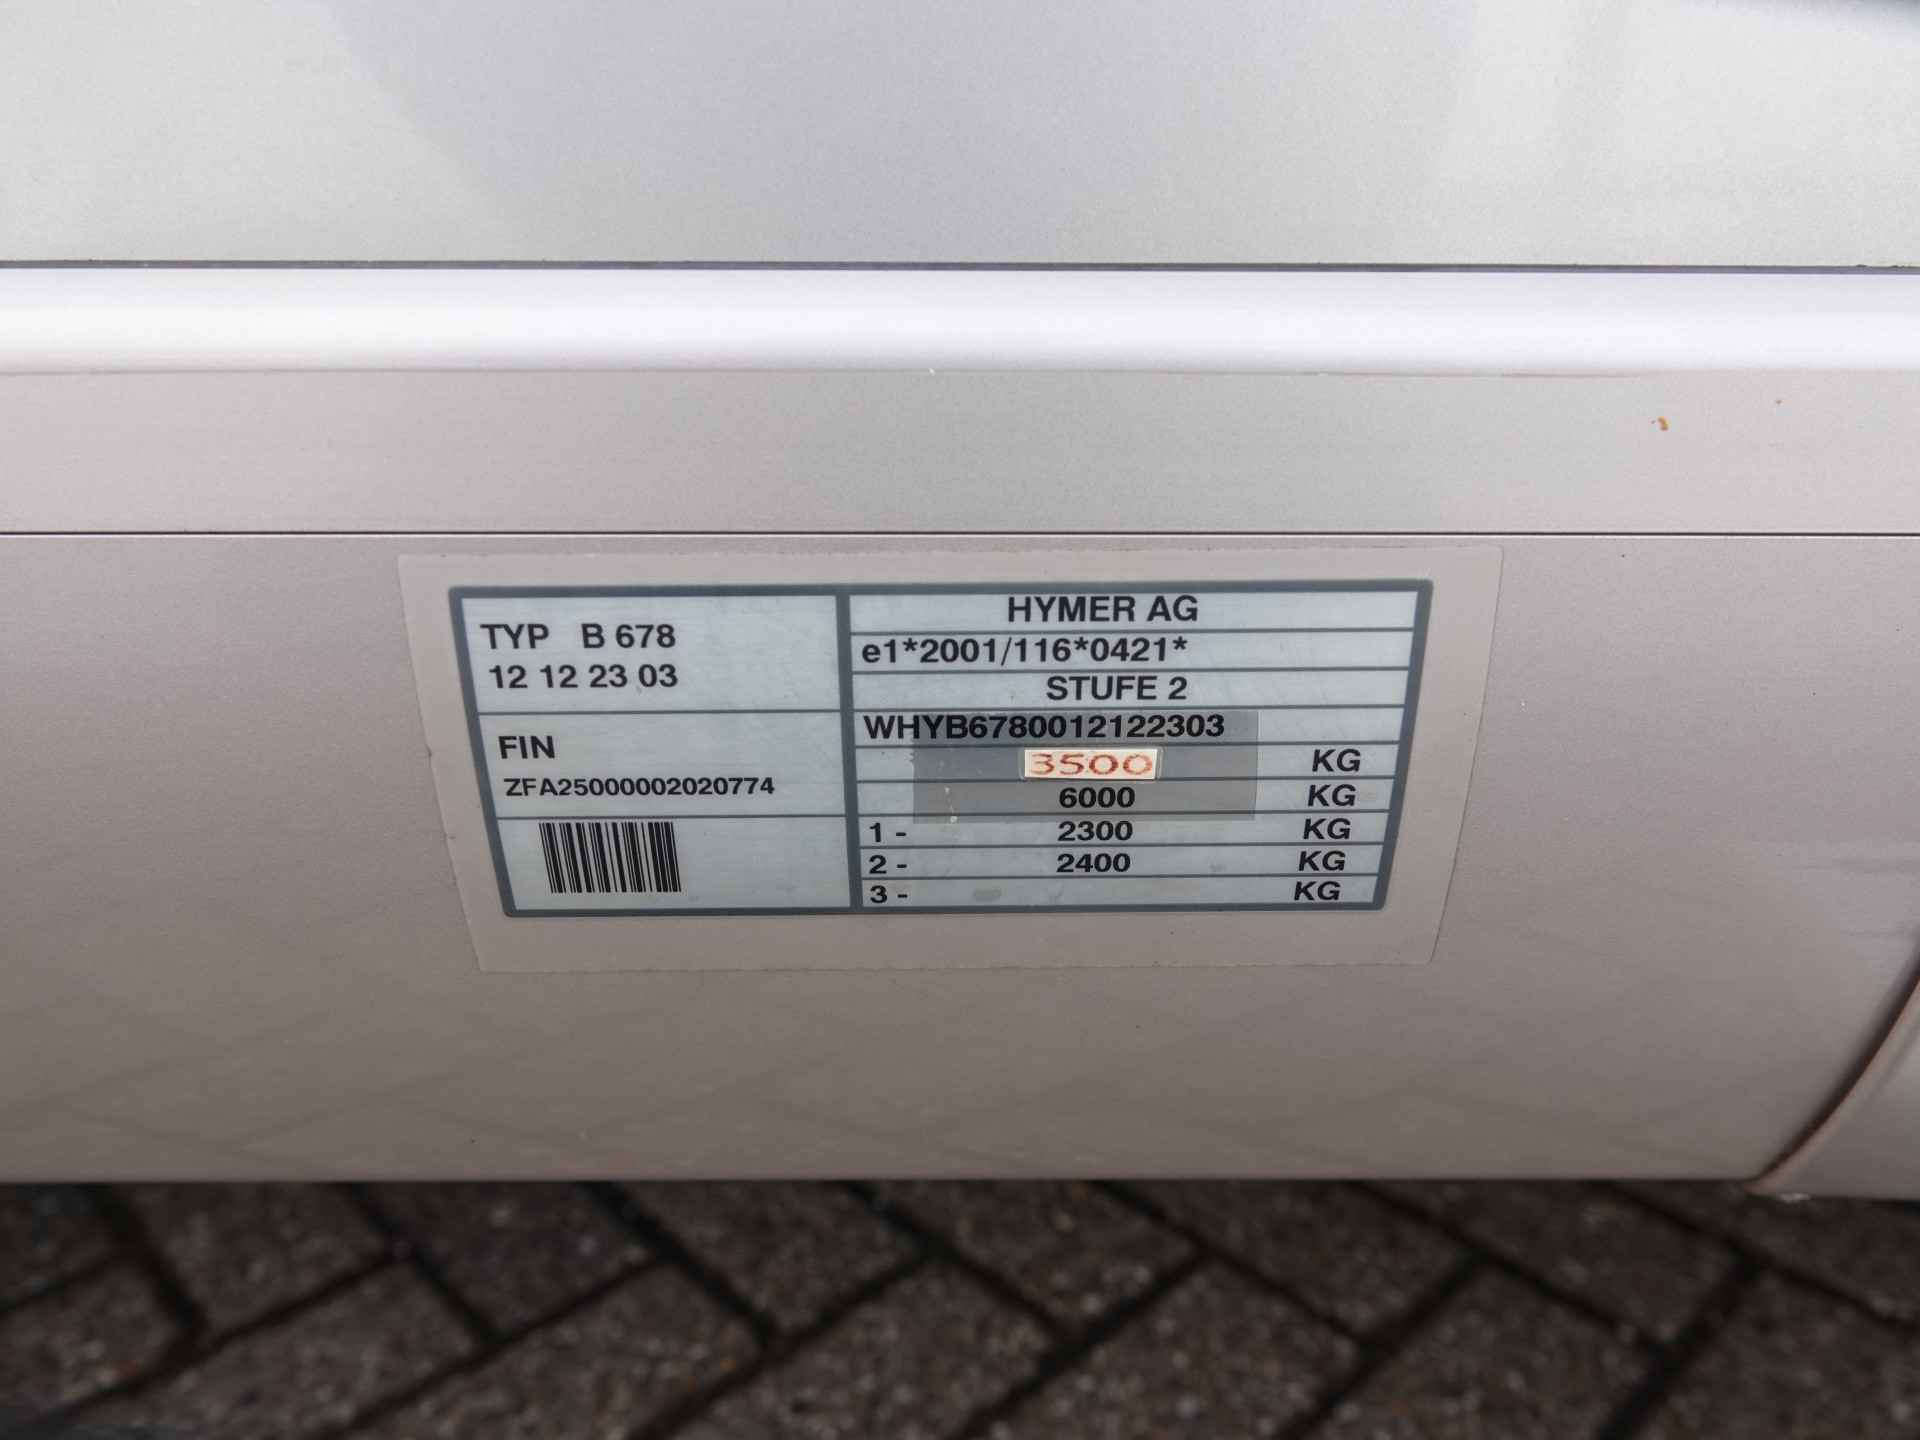 TYP B 678
12 12 23 03
FIN
ZFA25000002020774
HYMER AG
e1*2001/116*0421*
STUFE 2
WHYB6780012122303
3500 KG
6000 KG
1 - 2300 KG
2 - 2400 KG
3 - KG